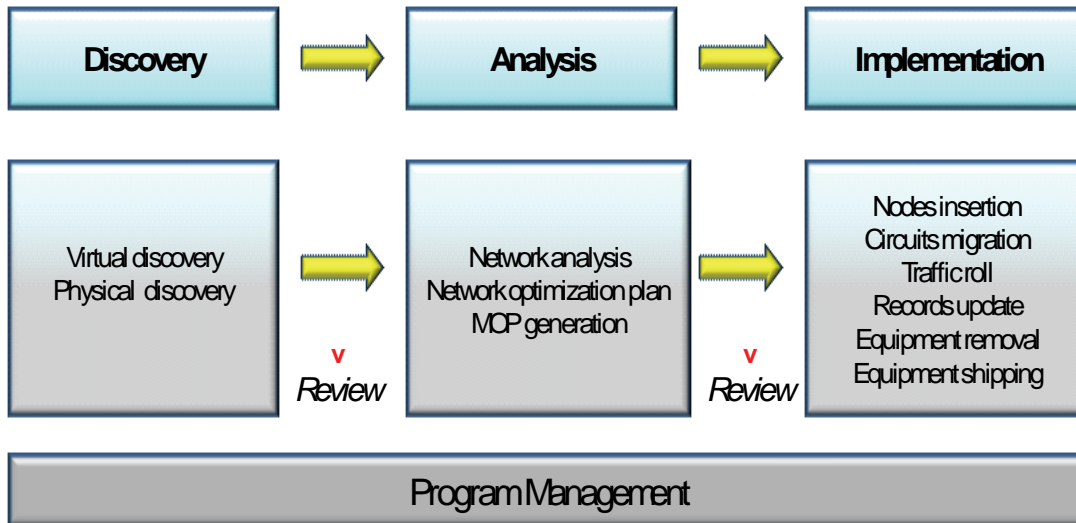 Discovery
Analysis
Implementation
Virtual discovery
Physical discovery
Network analysis
Network optimization plan
MOP generation
Nodes insertion
Circuits migration
Traffic roll
Records update
Equipment removal
Equipment shipping
v
Review
v
Review
Program Management